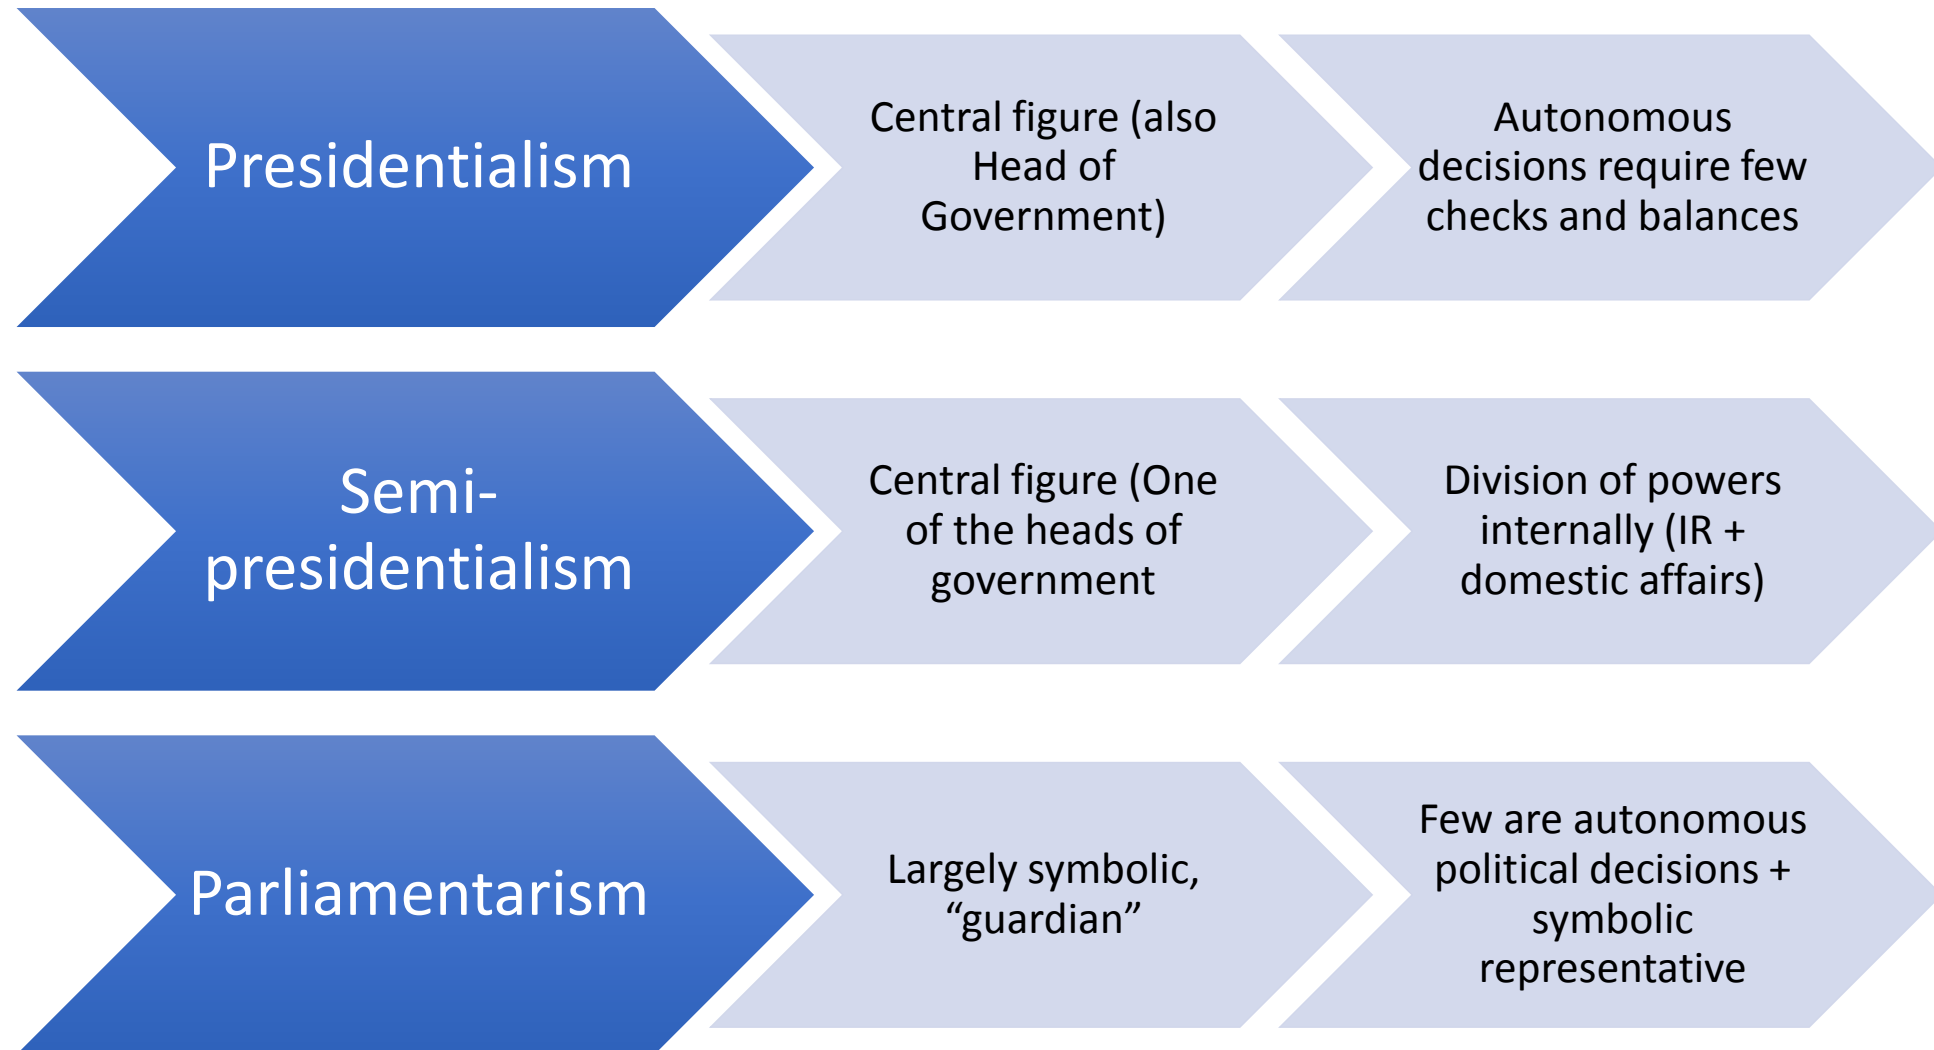 Presidentialism
Central figure (also
Head of
Government)
Autonomous
decisions require few
checks and balances
Semi-
presidentialism
Central figure (One
of the heads of
government
Division of powers
internally (IR +
domestic affairs)
Parliamentarism
Largely symbolic,
“guardian”
Few are autonomous
political decisions +
symbolic
representative